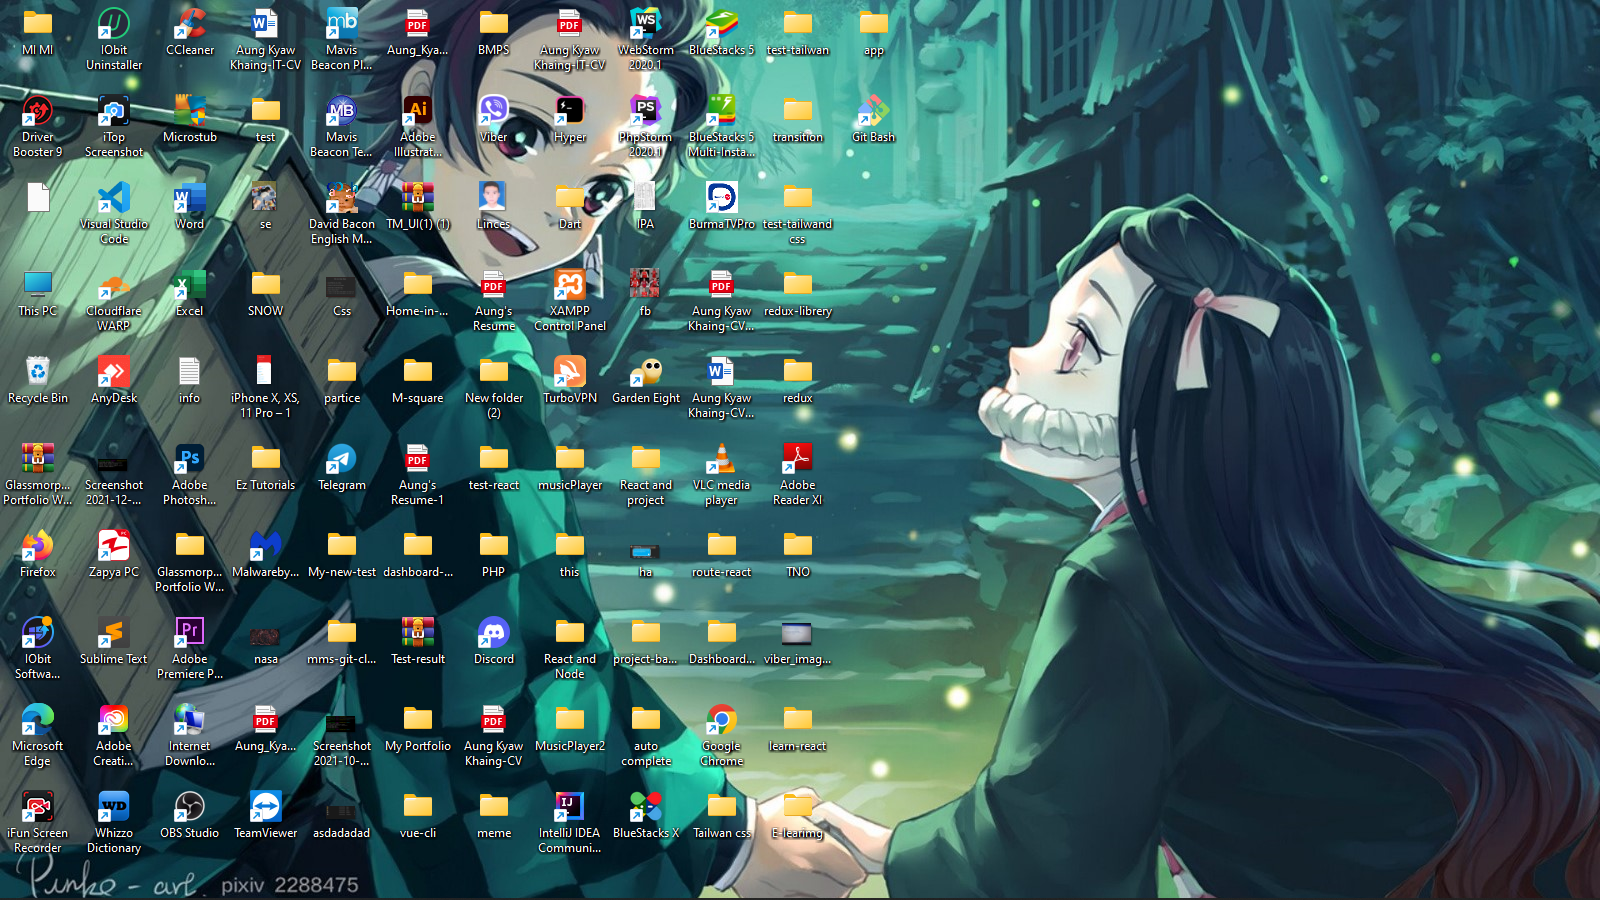 MI MI
IObit
Uninstaller
CCleaner
Aung Kyaw
Khaing-IT-CV
Mavis
Beacon Pl...
Aung_Kya...
BMPS
Aung Kyaw
Khaing-IT-CV
WebStorm
2020.1
BlueStacks 5
test-tailwan
app
Driver
Booster 9
iTop
Screenshot
Microstub
test
Mavis
Beacon Te...
Adobe
Illustrat...
Viber
Hyper
PhpStorm
2020.1
BlueStacks 5
Multi-Insta...
transition
Git Bash
Visual Studio
Code
Word
se
David Bacon
English M...
TM_UI(1) (1)
Linces
Dart
IPA
BurmaTVPro
test-tailwand
css
This PC
Cloudflare
WARP
Excel
SNOW
Css
Home-in-...
Aung's
Resume
XAMPP
Control Panel
fb
Aung Kyaw
Khaing-CV...
redux-librery
Recycle Bin
AnyDesk
info
iPhone X, XS,
11 Pro – 1
partice
M-square
New folder
(2)
TurboVPN
Garden Eight
Aung Kyaw
Khaing-CV...
redux
Glassmorp...
Portfolio W...
Screenshot
2021-12-...
Adobe
Photosh...
Ez Tutorials
Telegram
Aung's
Resume-1
test-react
musicPlayer
React and
project
VLC media
player
Adobe
Reader XI
Firefox
Zapya PC
Glassmorp...
Portfolio W...
Malwareby...
My-new-test
dashboard-...
PHP
this
ha
route-react
TNO
IObit
Softwa...
Sublime Text
Adobe
Premiere P...
nasa
mms-git-cl...
Test-result
Discord
React and
Node
project-ba...
Dashboard...
viber_imag...
Microsoft
Edge
Adobe
Creati...
Internet
Downlo...
Aung_Kya...
Screenshot
2021-10-...
My Portfolio
Aung Kyaw
Khaing-CV
MusicPlayer2
auto
complete
Google
Chrome
learn-react
iFun Screen
Recorder
Whizzo
Dictionary
OBS Studio
TeamViewer
asdadadad
vue-cli
meme
IntelliJ IDEA
Communi...
BlueStacks X
Tailwan css
E-learimg
Punko - art. pixiv 2288475